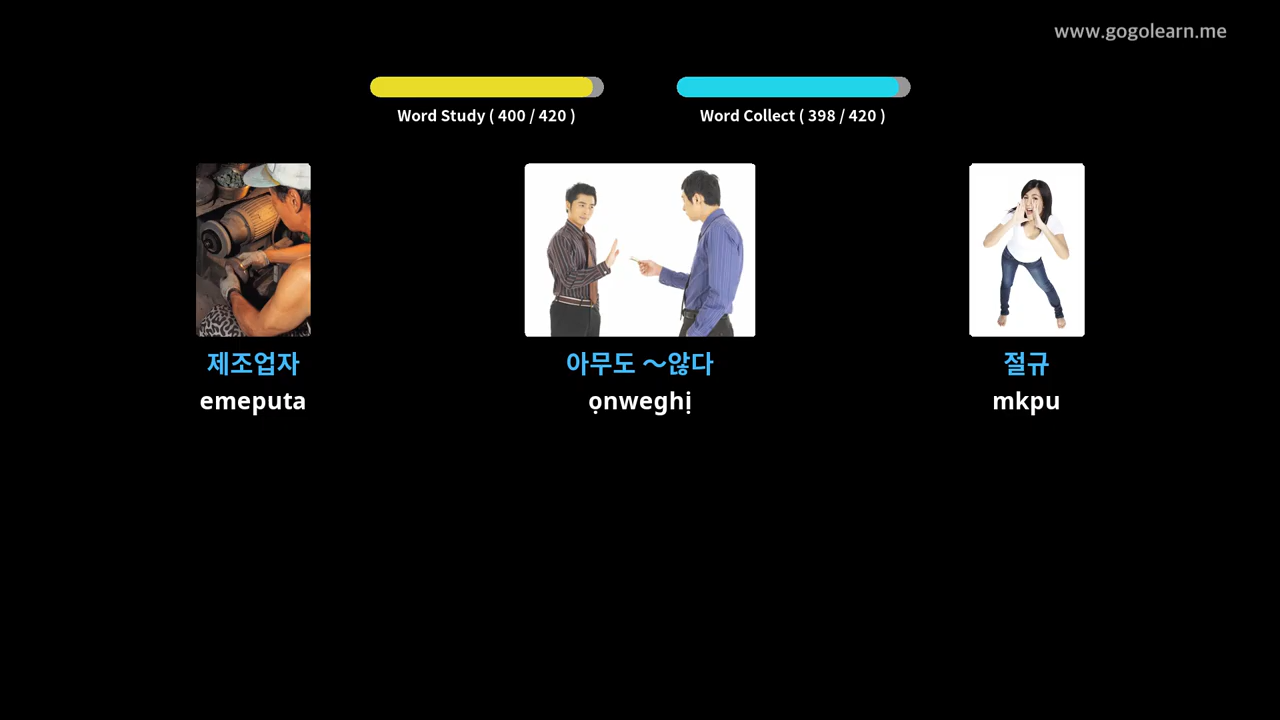 www.gogolearn.me
Word Study ( 400 / 420 )
Word Collect ( 398 / 420 )
제조업자
emeputa
아무도 ～않다
ọnweghị
절규
mkpu